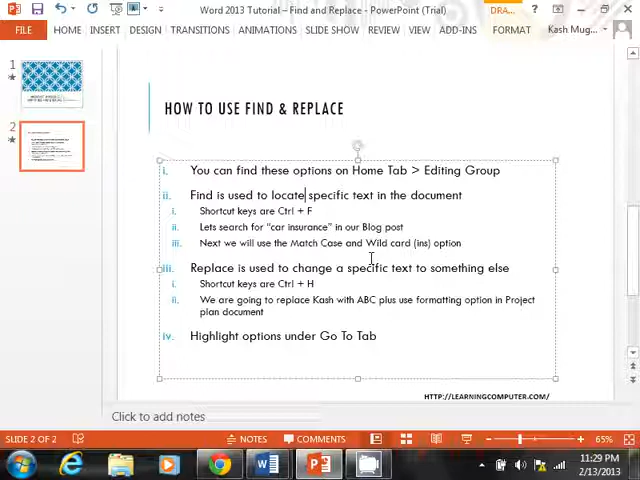 Word 2013 Tutorial – Find and Replace - PowerPoint (Trial)
DRA...
FILE HOME INSERT DESIGN TRANSITIONS ANIMATIONS SLIDE SHOW REVIEW VIEW ADD-INS FORMAT Kash Mug...
1
2
HOW TO USE FIND & REPLACE
i. You can find these options on Home Tab > Editing Group
ii. Find is used to locate specific text in the document
i. Shortcut keys are Ctrl + F
ii. Lets search for "car insurance" in our Blog post
iii. Next we will use the Match Case and Wild card (ins) option
iii. Replace is used to change a specific text to something else
i. Shortcut keys are Ctrl + H
ii. We are going to replace Kash with ABC plus use formatting option in Project
plan document
iv. Highlight options under Go To Tab
HTTP://LEARNINGCOMPUTER.COM/
Click to add notes
SLIDE 2 OF 2 NOTES COMMENTS 65%
11:29 PM
2/13/2013